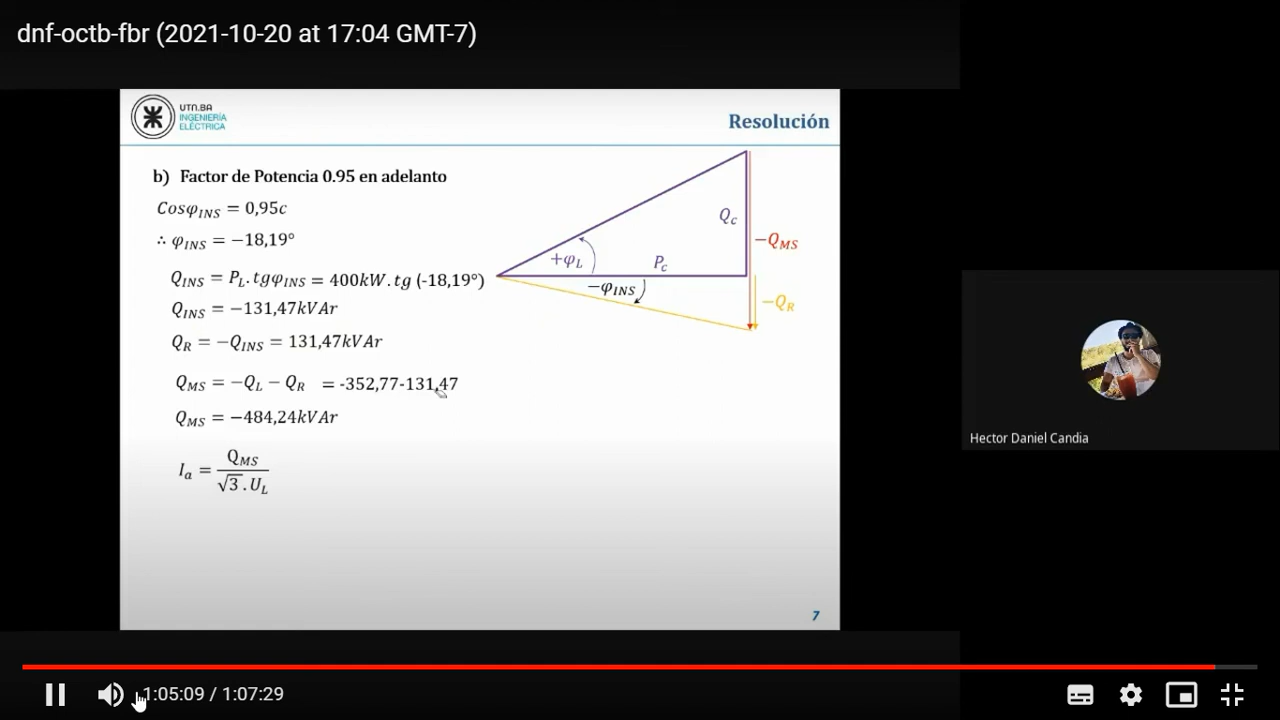 dnf-octb-fbr (2021-10-20 at 17:04 GMT-7)
UTN.BA
INGENIERÍA
ELÉCTRICA
Resolución
b) Factor de Potencia 0.95 en adelanto
Cosφ_INS = 0,95c
∴ φ_INS = −18,19°
Q_INS = P_L.tgφ_INS = 400kW.tg (-18,19°)
Q_INS = −131,47kVAr
Q_R = −Q_INS = 131,47kVAr
Q_MS = −Q_L − Q_R = -352,77-131,47
Q_MS = −484,24kVAr
I_a = Q_MS / √3.U_L
Q_c
−Q_MS
+φ_L
P_c
−φ_INS
−Q_R
7
Hector Daniel Candia
1:05:09 / 1:07:29